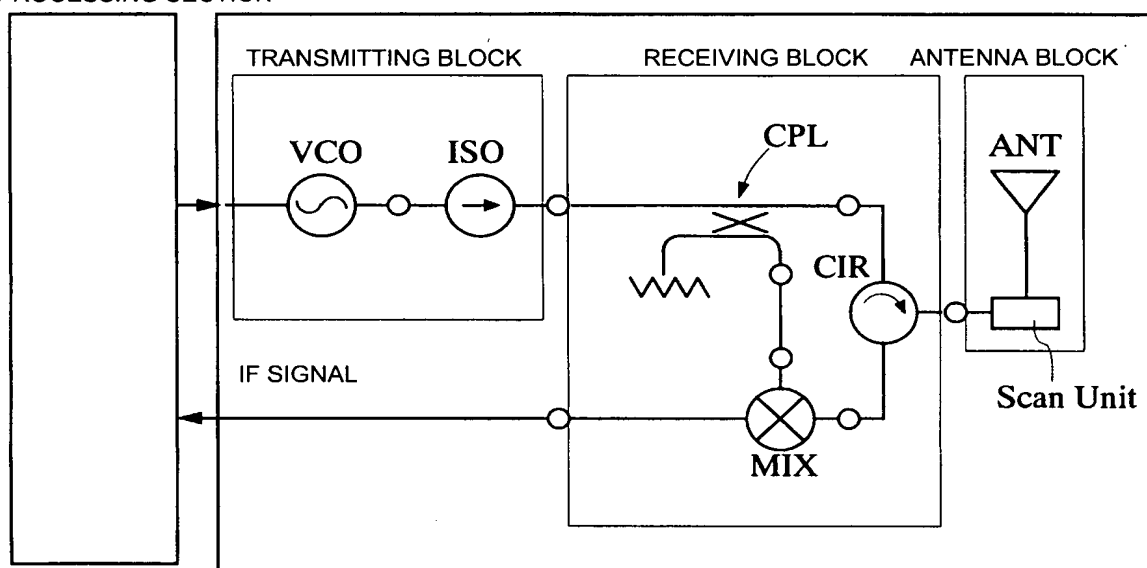 TRANSMITTING BLOCK
RECEIVING BLOCK
ANTENNA BLOCK
CPL
VCO
ISO
ANT
CIR
IF SIGNAL
Scan Unit
MIX